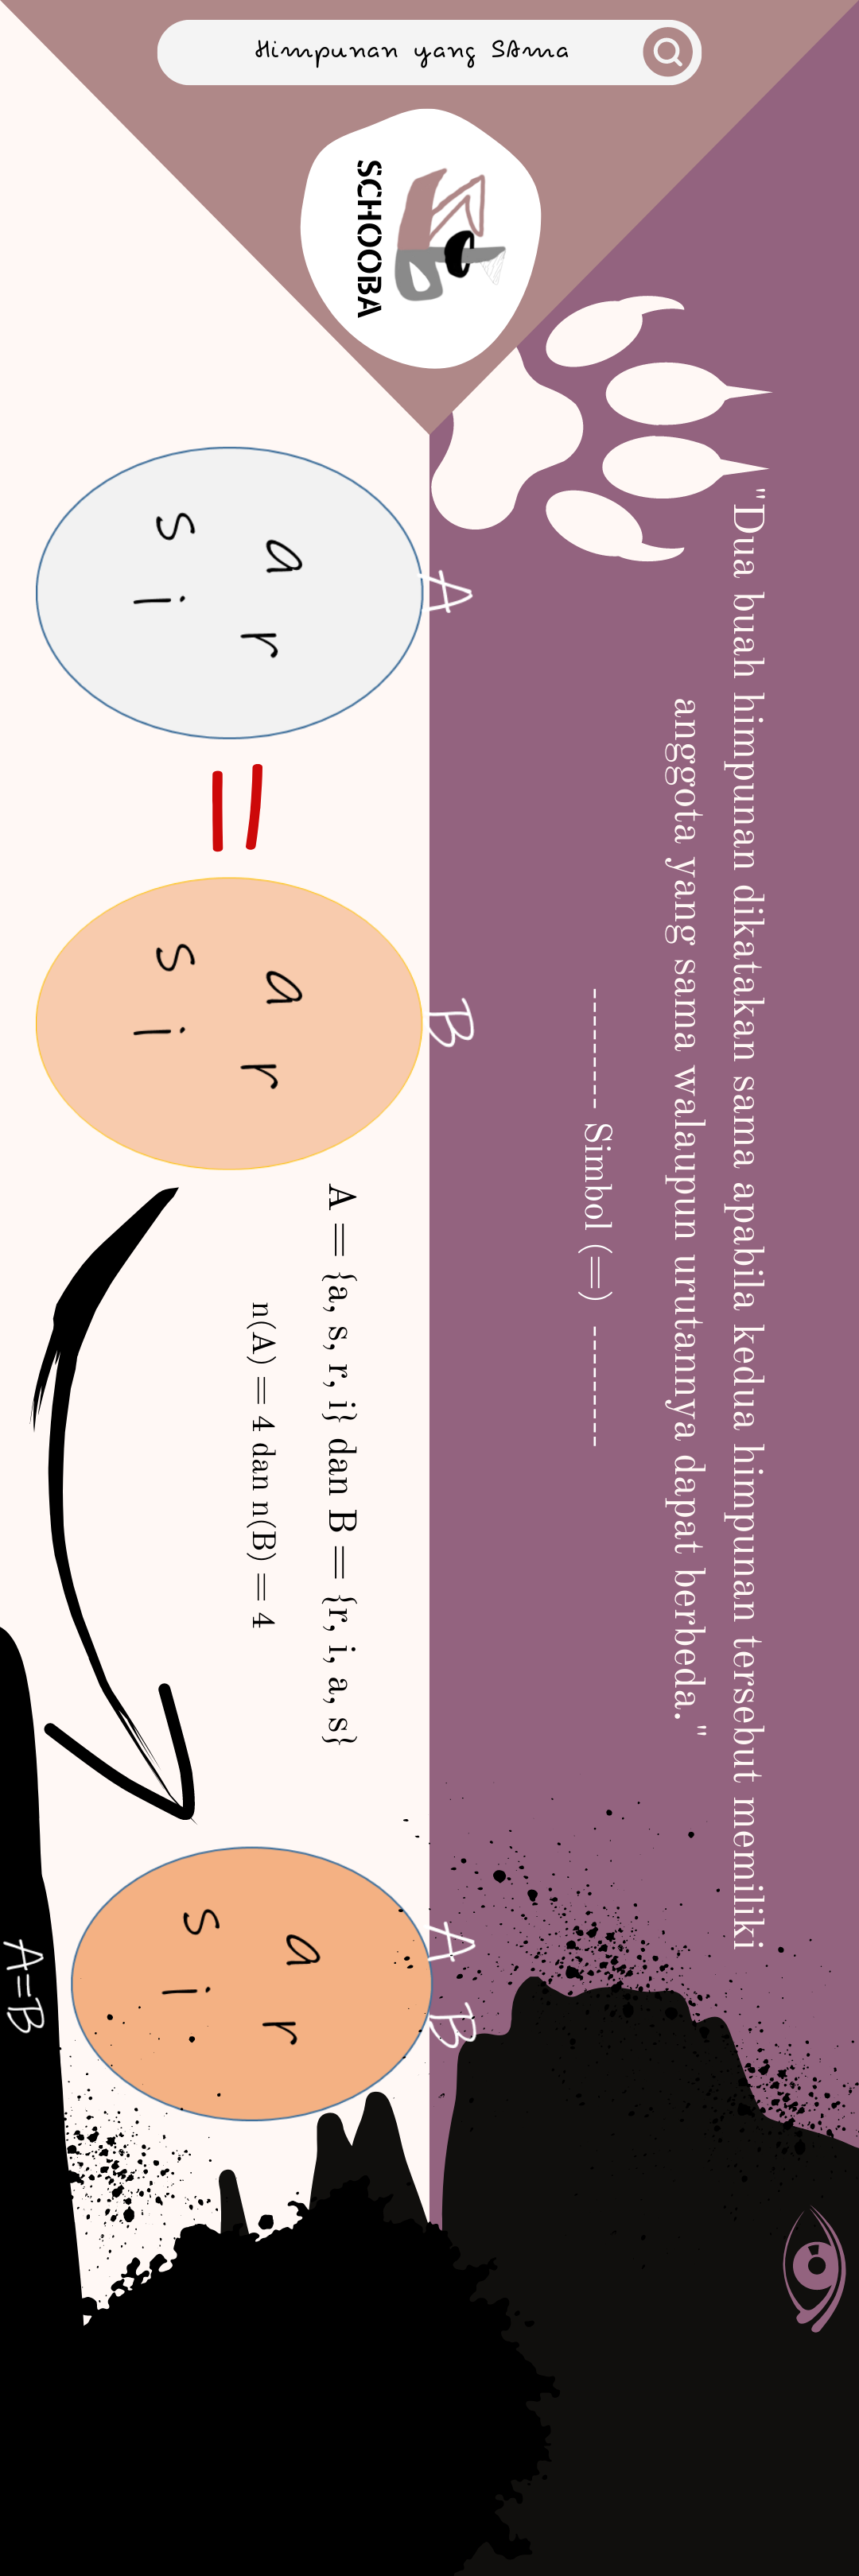 Himpunan yang SAma
SCHOOBA
"Dua buah himpunan dikatakan sama apabila kedua himpunan tersebut memiliki
anggota yang sama walaupun urutannya dapat berbeda. "
---------- Simbol (=) ----------
A
a
r
s
i
=
B
a
r
s
i
A = {a, s, r, i} dan B = {r, i, a, s}
n(A) = 4 dan n(B) = 4
A B
a
r
s
i
A=B